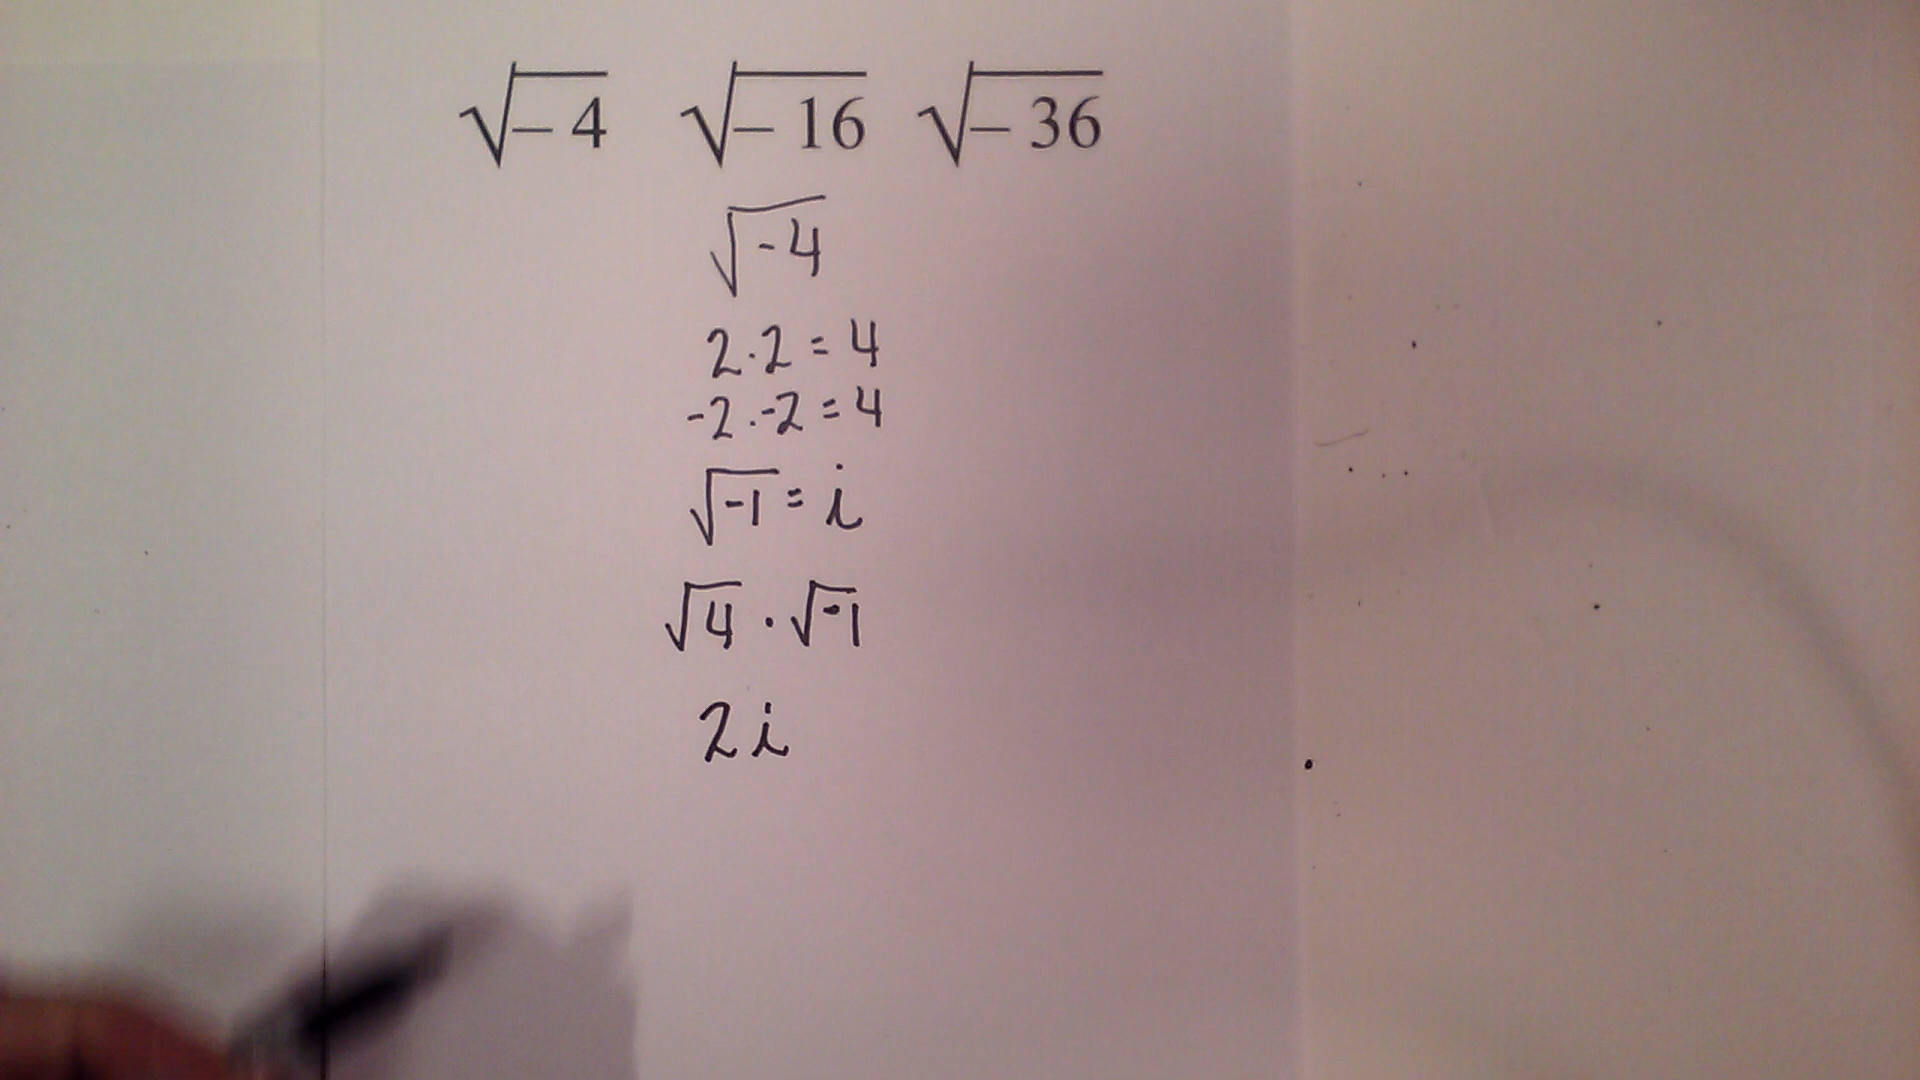 √-4 √-16 √-36
√-4
2·2=4
-2·-2=4
√-1=i
√4·√-1
2i